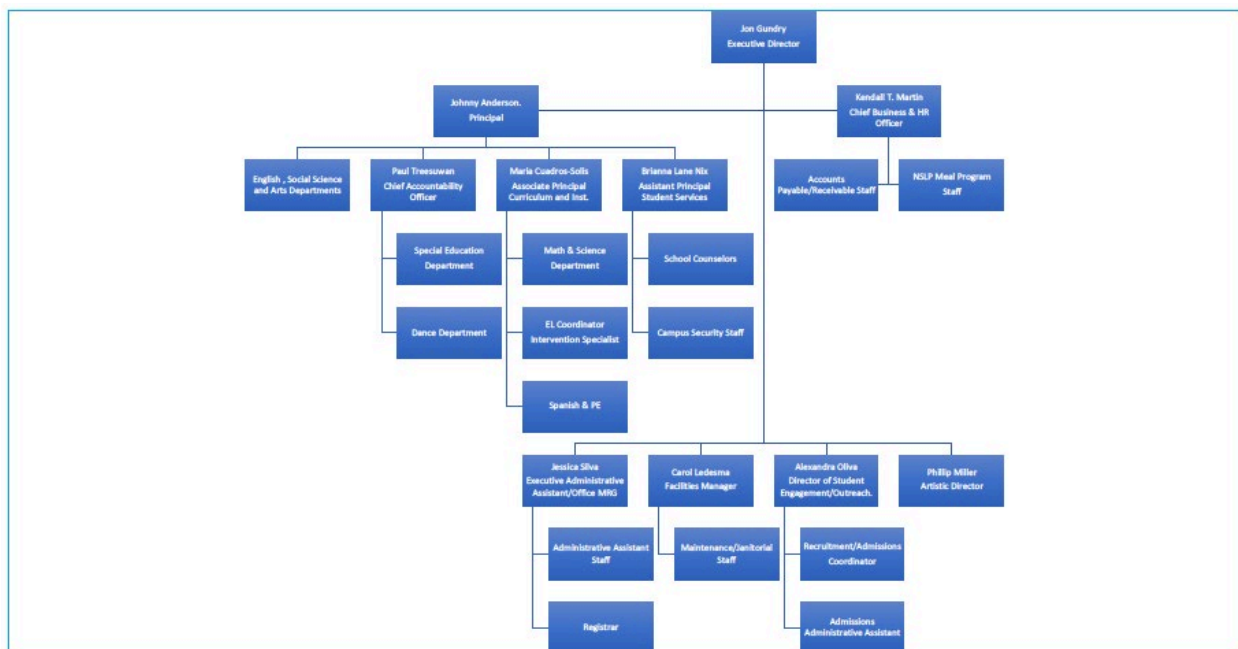 Jon Gundry
Executive Director
Johnny Anderson.
Principal
Kendall T. Martin
Chief Business & HR
Officer
English , Social Science
and Arts Departments
Paul Treesuwan
Chief Accountability
Officer
Maria Cuadros-Solis
Associate Principal
Curriculum and Inst.
Brianna Lane Nix
Assistant Principal
Student Services
Accounts
Payable/Receivable Staff
NSLP Meal Program
Staff
Special Education
Department
Math & Science
Department
School Counselors
Dance Department
EL Coordinator
Intervention Specialist
Campus Security Staff
Spanish & PE
Jessica Silva
Executive Administrative
Assistant/Office MRG
Carol Ledesma
Facilities Manager
Alexandra Oliva
Director of Student
Engagement/Outreach.
Phillip Miller
Artistic Director
Administrative Assistant
Staff
Maintenance/Janitorial
Staff
Recruitment/Admissions
Coordinator
Registrar
Admissions
Administrative Assistant